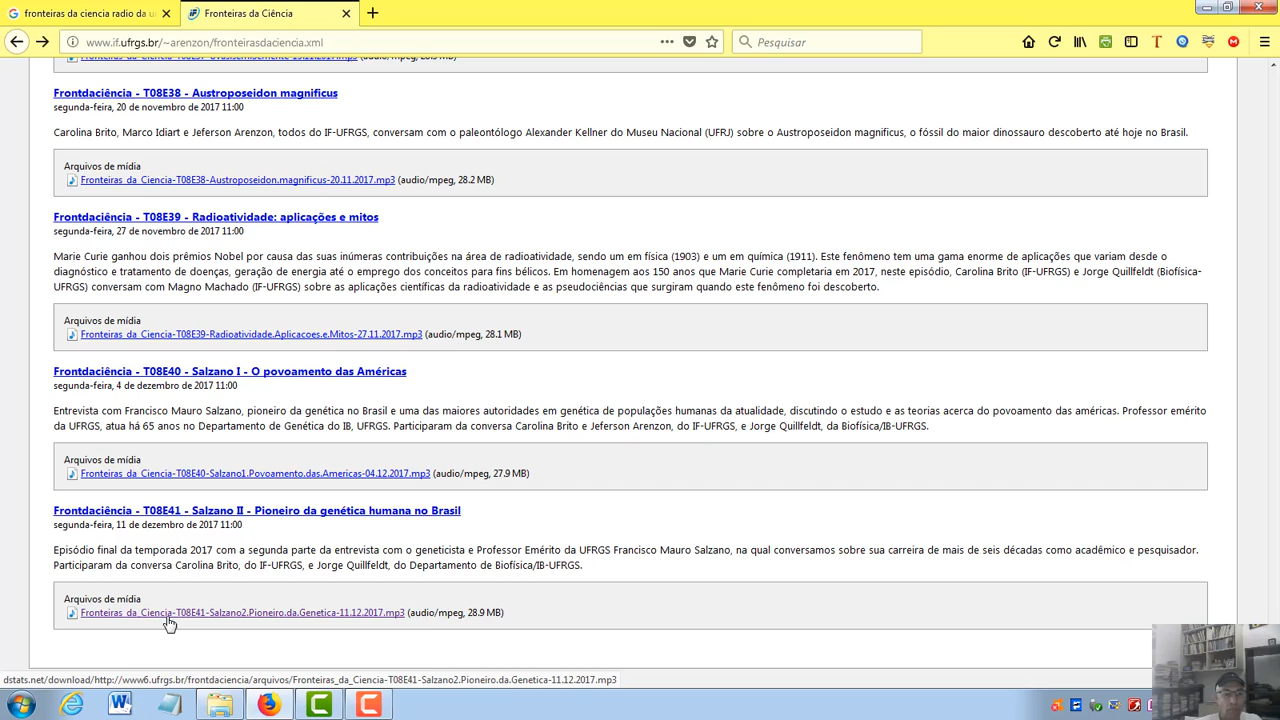 fronteiras da ciencia radio da u
Fronteiras da Ciência
www.if.ufrgs.br/~arenzon/fronteirasdaciencia.xml
Pesquisar
Frontdaciência - T08E38 - Austroposeidon magnificus
segunda-feira, 20 de novembro de 2017 11:00
Carolina Brito, Marco Idiart e Jeferson Arenzon, todos do IF-UFRGS, conversam com o paleontólogo Alexander Kellner do Museu Nacional (UFRJ) sobre o Austroposeidon magnificus, o fóssil do maior dinossauro descoberto até hoje no Brasil.
Arquivos de mídia
Fronteiras_da_Ciencia-T08E38-Austroposeidon.magnificus-20.11.2017.mp3 (audio/mpeg, 28.2 MB)
Frontdaciência - T08E39 - Radioatividade: aplicações e mitos
segunda-feira, 27 de novembro de 2017 11:00
Marie Curie ganhou dois prêmios Nobel por causa das suas inúmeras contribuições na área de radioatividade, sendo um em física (1903) e um em química (1911). Este fenômeno tem uma gama enorme de aplicações que variam desde o
diagnóstico e tratamento de doenças, geração de energia até o emprego dos conceitos para fins bélicos. Em homenagem aos 150 anos que Marie Curie completaria em 2017, neste episódio, Carolina Brito (IF-UFRGS) e Jorge Quillfeldt (Biofísica-
UFRGS) conversam com Magno Machado (IF-UFRGS) sobre as aplicações científicas da radioatividade e as pseudociências que surgiram quando este fenômeno foi descoberto.
Arquivos de mídia
Fronteiras_da_Ciencia-T08E39-Radioatividade.Aplicacoes.e.Mitos-27.11.2017.mp3 (audio/mpeg, 28.1 MB)
Frontdaciência - T08E40 - Salzano I - O povoamento das Américas
segunda-feira, 4 de dezembro de 2017 11:00
Entrevista com Francisco Mauro Salzano, pioneiro da genética no Brasil e uma das maiores autoridades em genética de populações humanas da atualidade, discutindo o estudo e as teorias acerca do povoamento das américas. Professor emérito
da UFRGS, atua há 65 anos no Departamento de Genética do IB, UFRGS. Participaram da conversa Carolina Brito e Jeferson Arenzon, do IF-UFRGS, e Jorge Quillfeldt, da Biofísica/IB-UFRGS.
Arquivos de mídia
Fronteiras_da_Ciencia-T08E40-Salzano1.Povoamento.das.Americas-04.12.2017.mp3 (audio/mpeg, 27.9 MB)
Frontdaciência - T08E41 - Salzano II - Pioneiro da genética humana no Brasil
segunda-feira, 11 de dezembro de 2017 11:00
Episódio final da temporada 2017 com a segunda parte da entrevista com o geneticista e Professor Emérito da UFRGS Francisco Mauro Salzano, na qual conversamos sobre sua carreira de mais de seis décadas como acadêmico e pesquisador.
Participaram da conversa Carolina Brito, do IF-UFRGS, e Jorge Quillfeldt, do Departamento de Biofísica/IB-UFRGS.
Arquivos de mídia
Fronteiras_da_Ciencia-T08E41-Salzano2.Pioneiro.da.Genetica-11.12.2017.mp3 (audio/mpeg, 28.9 MB)
dstats.net/download/http://www6.ufrgs.br/frontdaciencia/arquivos/Fronteiras_da_Ciencia-T08E41-Salzano2.Pioneiro.da.Genetica-11.12.2017.mp3